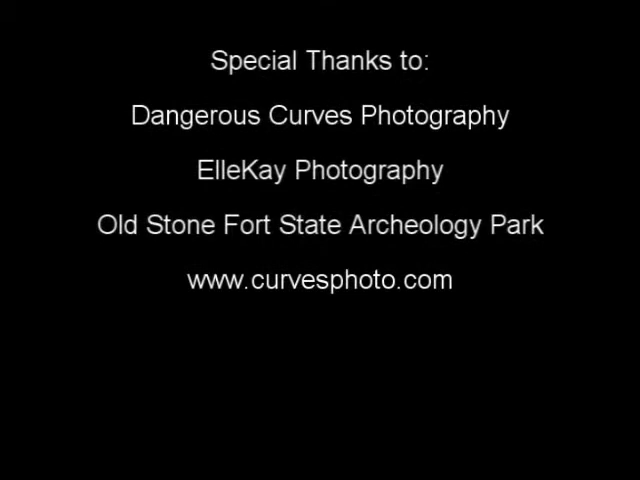 Special Thanks to:
Dangerous Curves Photography
ElleKay Photography
Old Stone Fort State Archeology Park
www.curvesphoto.com